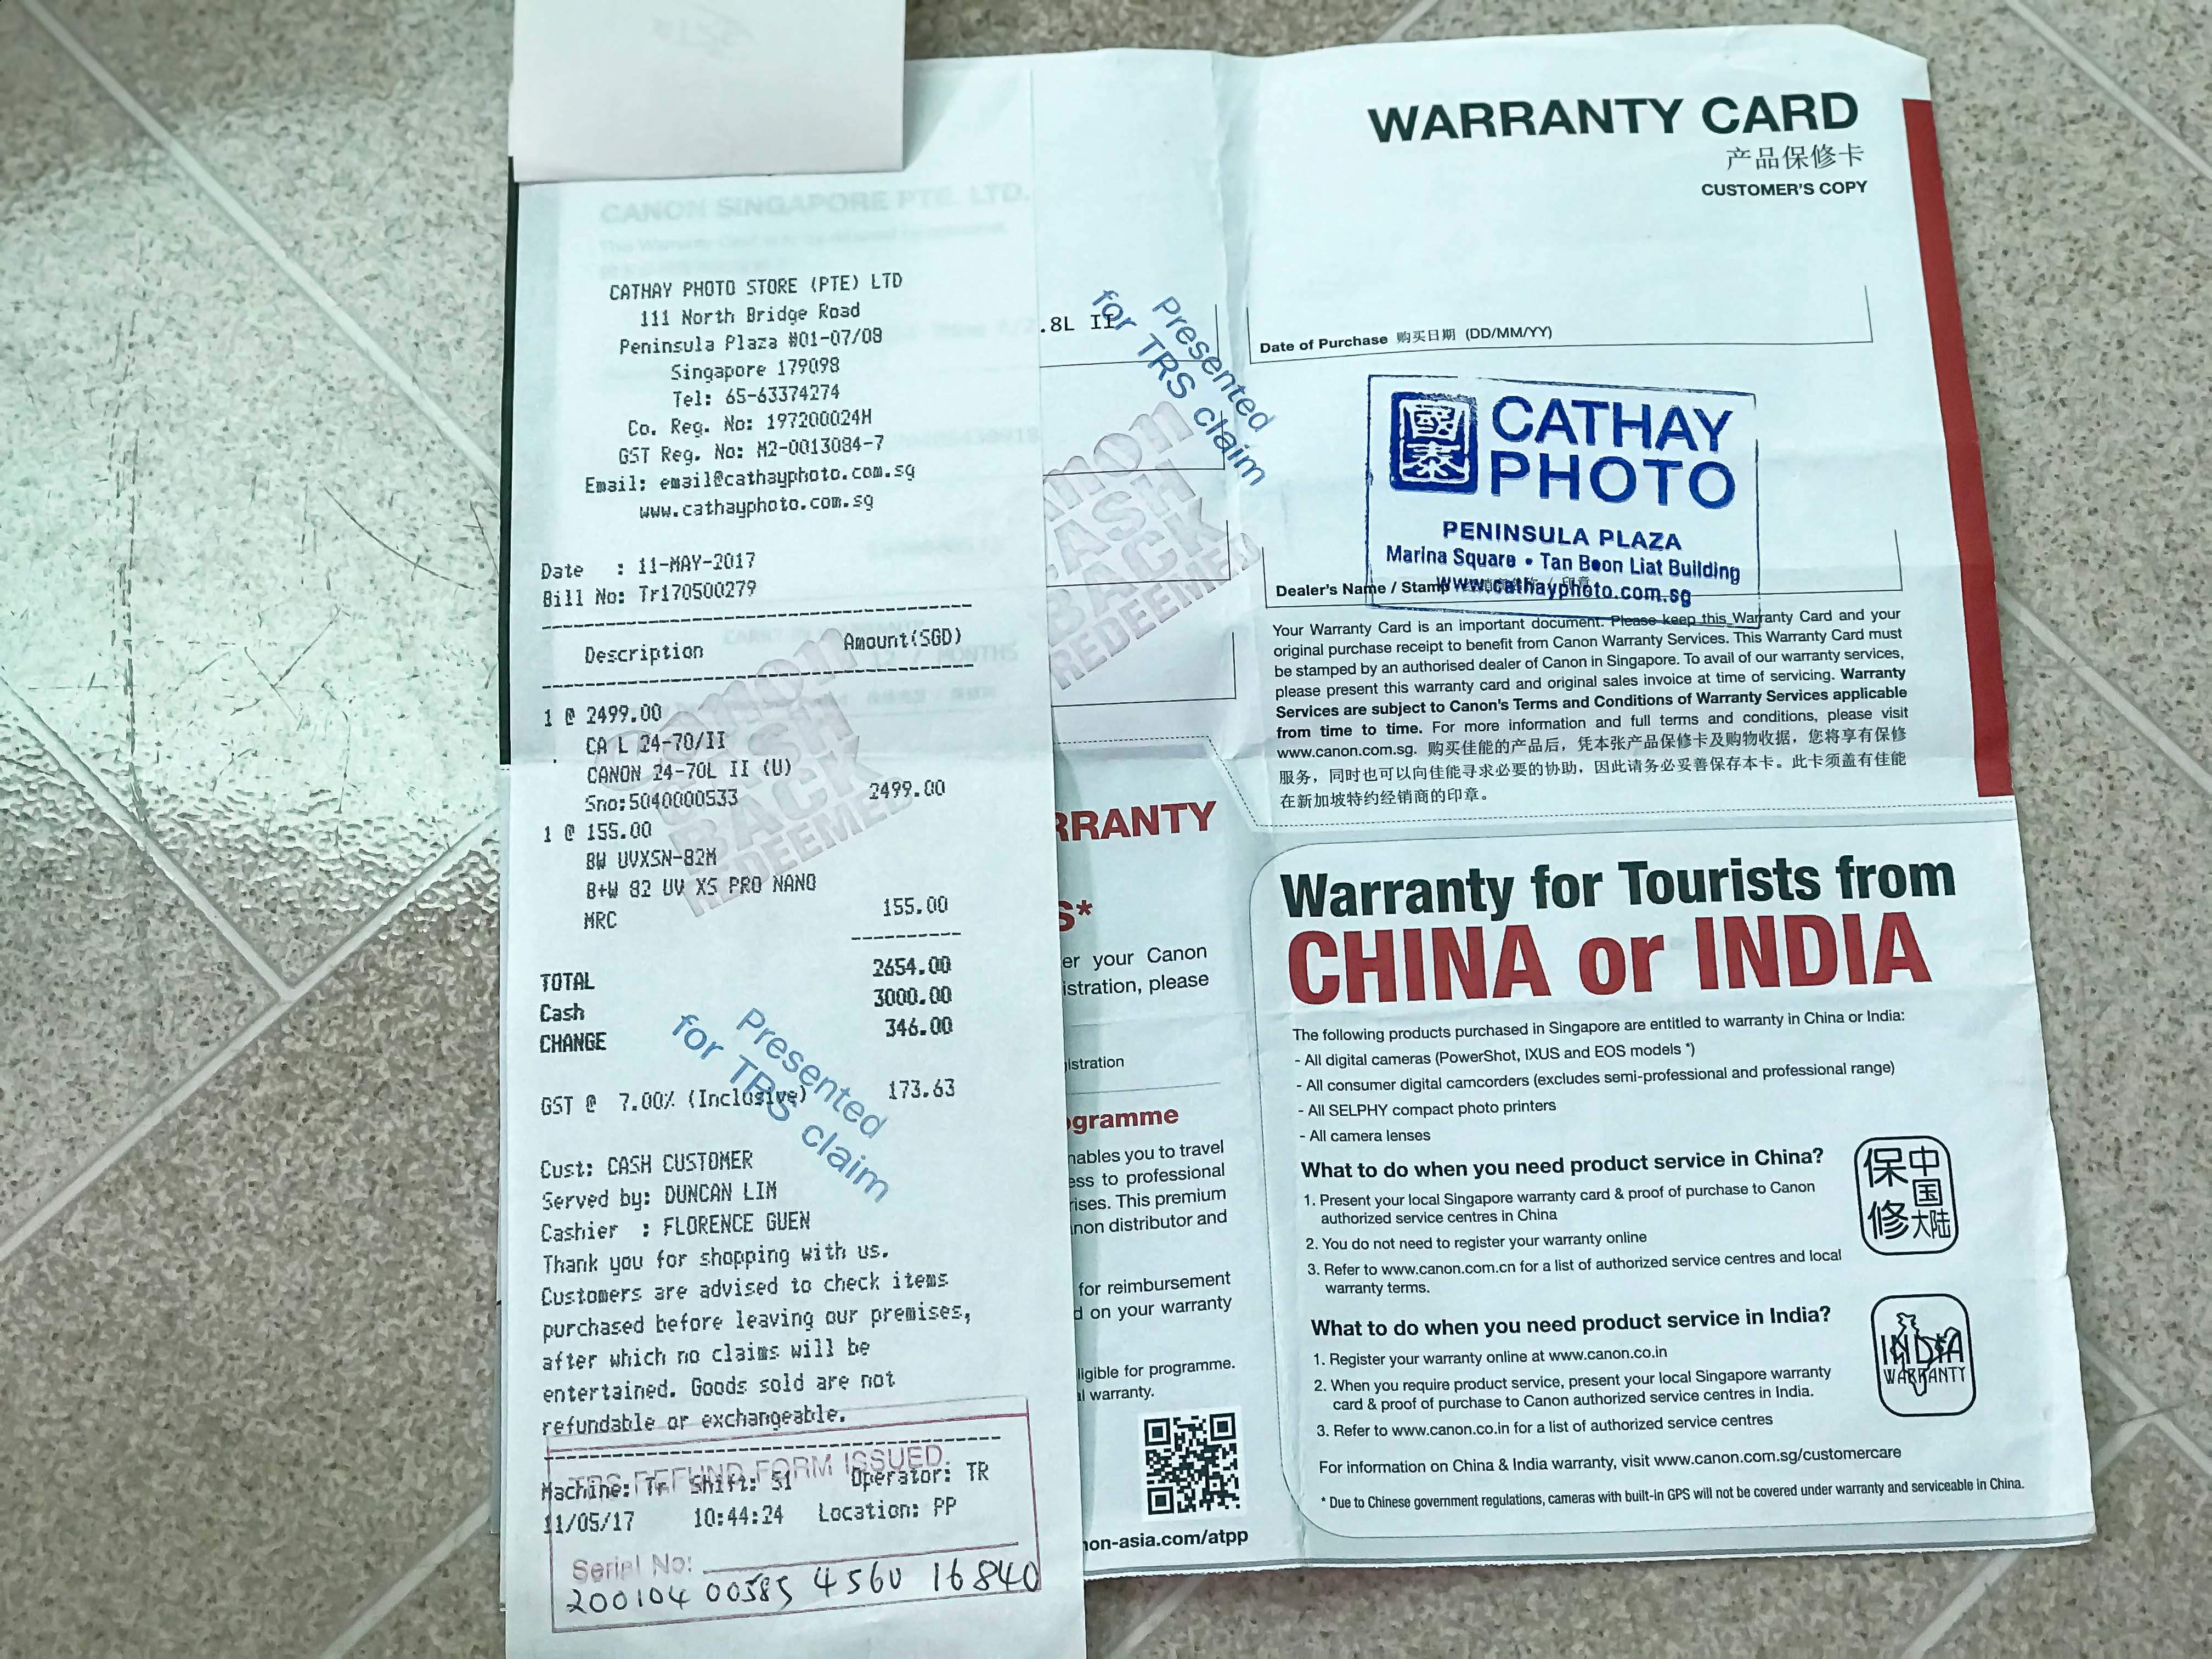 CANON SINGAPORE PTE. LTD.
CATHAY PHOTO STORE (PTE) LTD
111 North Bridge Road
Peninsula Plaza #01-07/08
Singapore 179098
Tel: 65-63374274
Co. Reg. No: 197200024H
GST Reg. No: M2-0013084-7
Email: email@cathayphoto.com.sg
www.cathayphoto.com.sg
Date : 11-MAY-2017
Bill No: Tr170500279
Description Amount(SGD)
1 @ 2499.00
CA L 24-70/II
CANON 24-70L II (U)
Sno:5040000533 2499.00
1 @ 155.00
BW UVXSN-82M
B+W 82 UV XS PRO NANO
MRC 155.00
TOTAL 2654.00
Cash 3000.00
CHANGE 346.00
GST @ 7.00% (Inclusive) 173.63
Cust: CASH CUSTOMER
Served by: DUNCAN LIM
Cashier : FLORENCE GUEN
Thank you for shopping with us.
Customers are advised to check items
purchased before leaving our premises,
after which no claims will be
entertained. Goods sold are not
refundable or exchangeable.
Machine: Tr Shift: S1 Operator: TR
11/05/17 10:44:24 Location: PP
Canon
CASH
BACK
REDEEMED
Presented
for TRS claim
TRS REFUND FORM ISSUED.
Serial No:
200104 00585 4560 16840
.8L II
Presented
for TRS claim
CASH
BACK
REDEEMED
RRANTY
S*
er your Canon
istration, please
istration
ogramme
nables you to travel
ess to professional
rises. This premium
non distributor and
for reimbursement
d on your warranty
ligible for programme.
l warranty.
non-asia.com/atpp
WARRANTY CARD
产品保修卡
CUSTOMER'S COPY
Date of Purchase 购买日期 (DD/MM/YY)
國泰
CATHAY
PHOTO
PENINSULA PLAZA
Marina Square • Tan Boon Liat Building
www.cathayphoto.com.sg
Dealer's Name / Stamp
Your Warranty Card is an important document. Please keep this Warranty Card and your
original purchase receipt to benefit from Canon Warranty Services. This Warranty Card must
be stamped by an authorised dealer of Canon in Singapore. To avail of our warranty services,
please present this warranty card and original sales invoice at time of servicing. Warranty
Services are subject to Canon's Terms and Conditions of Warranty Services applicable
from time to time. For more information and full terms and conditions, please visit
www.canon.com.sg. 购买佳能的产品后，凭本张产品保修卡及购物收据，您将享有保修
服务，同时也可以向佳能寻求必要的协助，因此请务必妥善保存本卡。此卡须盖有佳能
在新加坡特约经销商的印章。
Warranty for Tourists from
CHINA or INDIA
The following products purchased in Singapore are entitled to warranty in China or India:
- All digital cameras (PowerShot, IXUS and EOS models *)
- All consumer digital camcorders (excludes semi-professional and professional range)
- All SELPHY compact photo printers
- All camera lenses
What to do when you need product service in China?
1. Present your local Singapore warranty card & proof of purchase to Canon
authorized service centres in China
2. You do not need to register your warranty online
3. Refer to www.canon.com.cn for a list of authorized service centres and local
warranty terms.
保修
中国大陆
What to do when you need product service in India?
1. Register your warranty online at www.canon.co.in
2. When you require product service, present your local Singapore warranty
card & proof of purchase to Canon authorized service centres in India.
3. Refer to www.canon.co.in for a list of authorized service centres
INDIA
WARRANTY
For information on China & India warranty, visit www.canon.com.sg/customercare
* Due to Chinese government regulations, cameras with built-in GPS will not be covered under warranty and serviceable in China.